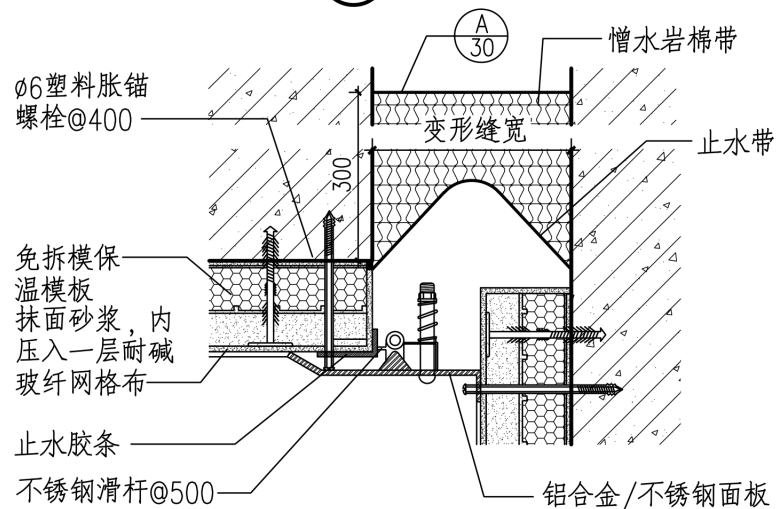 A
30
憎水岩棉带
ø6塑料胀锚
螺栓@400
变形缝宽
止水带
300
免拆模保
温模板
抹面砂浆，内
压入一层耐碱
玻纤网格布
止水胶条
不锈钢滑杆@500
铝合金/不锈钢面板